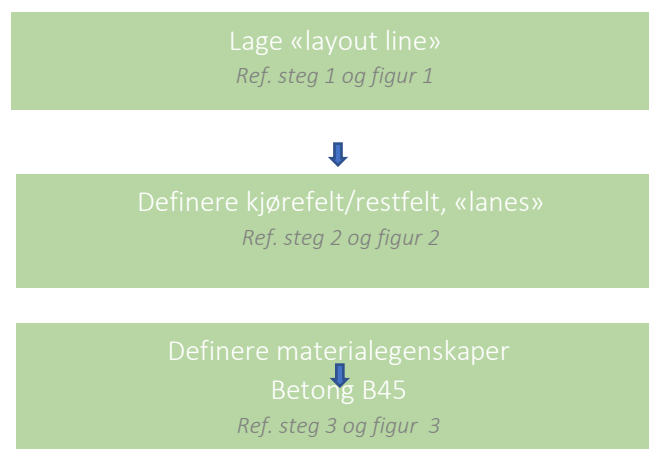 Lage «layout line»
Ref. steg 1 og figur 1
Definere kjørefelt/restfelt, «lanes»
Ref. steg 2 og figur 2
Definere materialegenskaper
Betong B45
Ref. steg 3 og figur 3